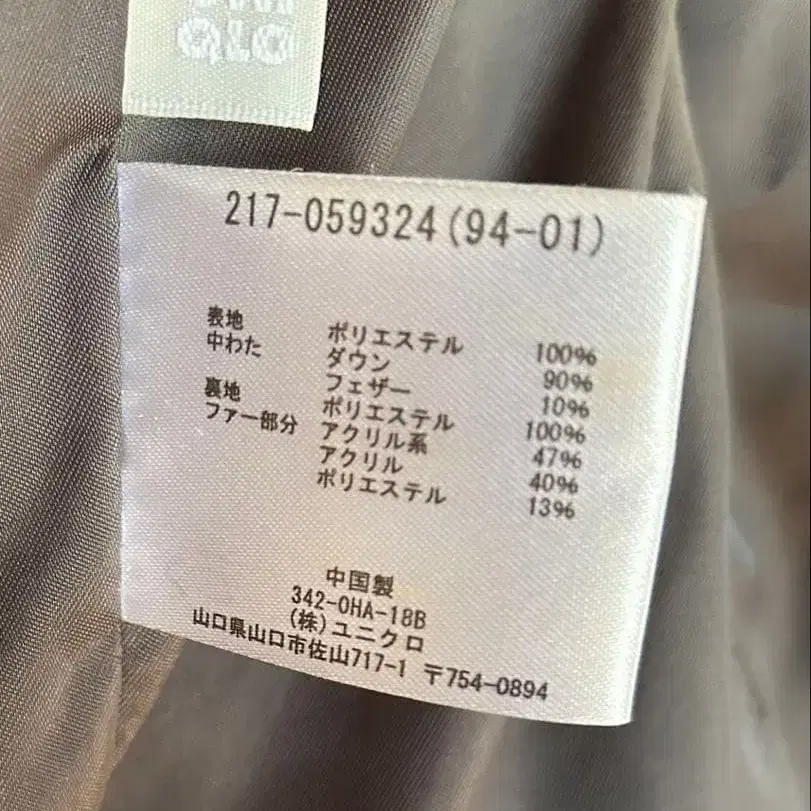 217-059324(94-01)
表地 ポリエステル 100%
中わた ダウン 90%
フェザー 10%
裏地 ポリエステル 100%
ファー部分 アクリル系 47%
アクリル 40%
ポリエステル 13%
中国製
342-OHA-18B
(株)ユニクロ
山口県山口市佐山717-1 〒754-0894